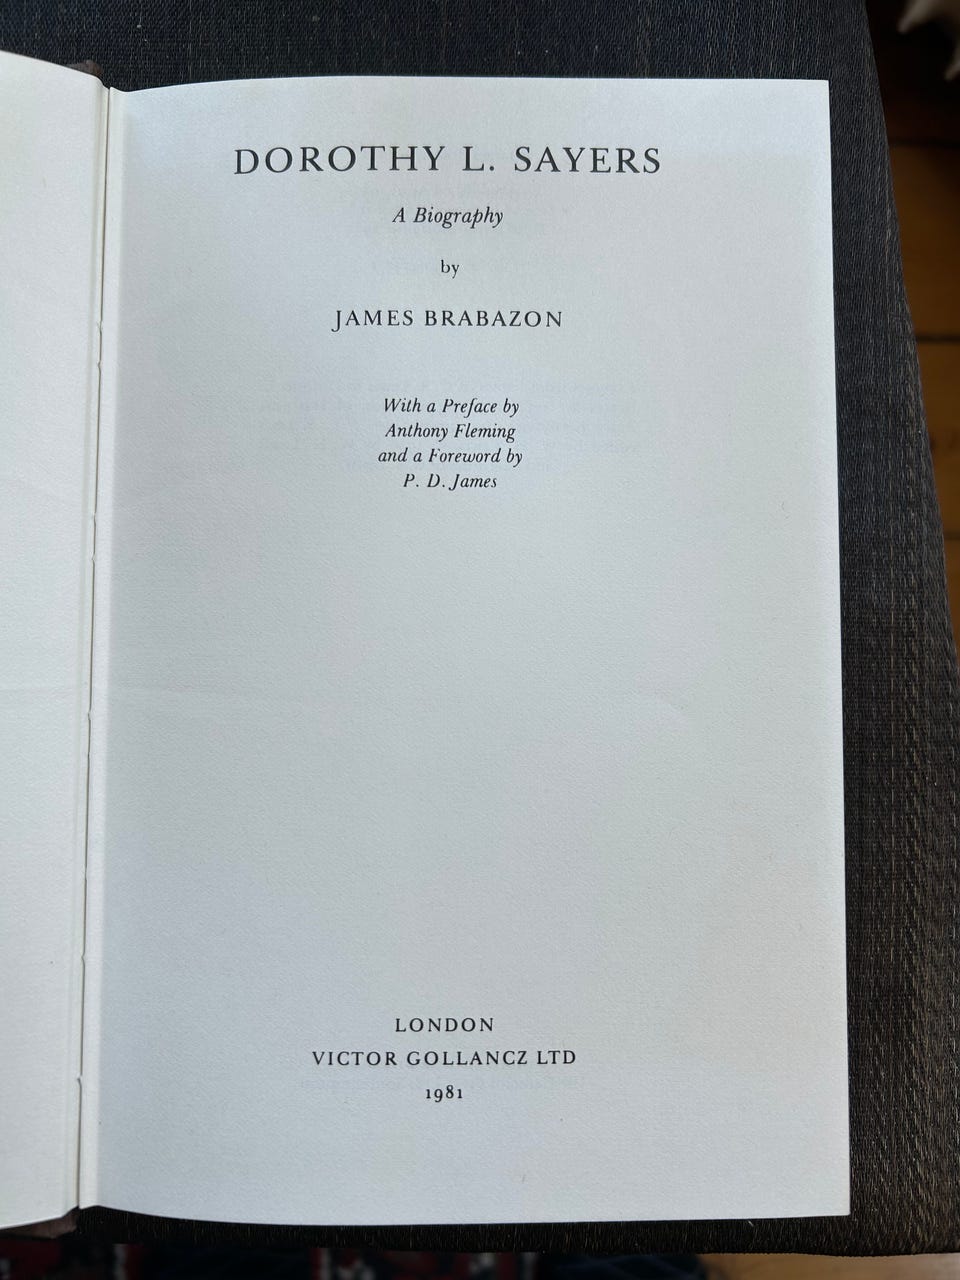 DOROTHY L. SAYERS
A Biography
by
JAMES BRABAZON
With a Preface by
Anthony Fleming
and a Foreword by
P. D. James
LONDON
VICTOR GOLLANCZ LTD
1981